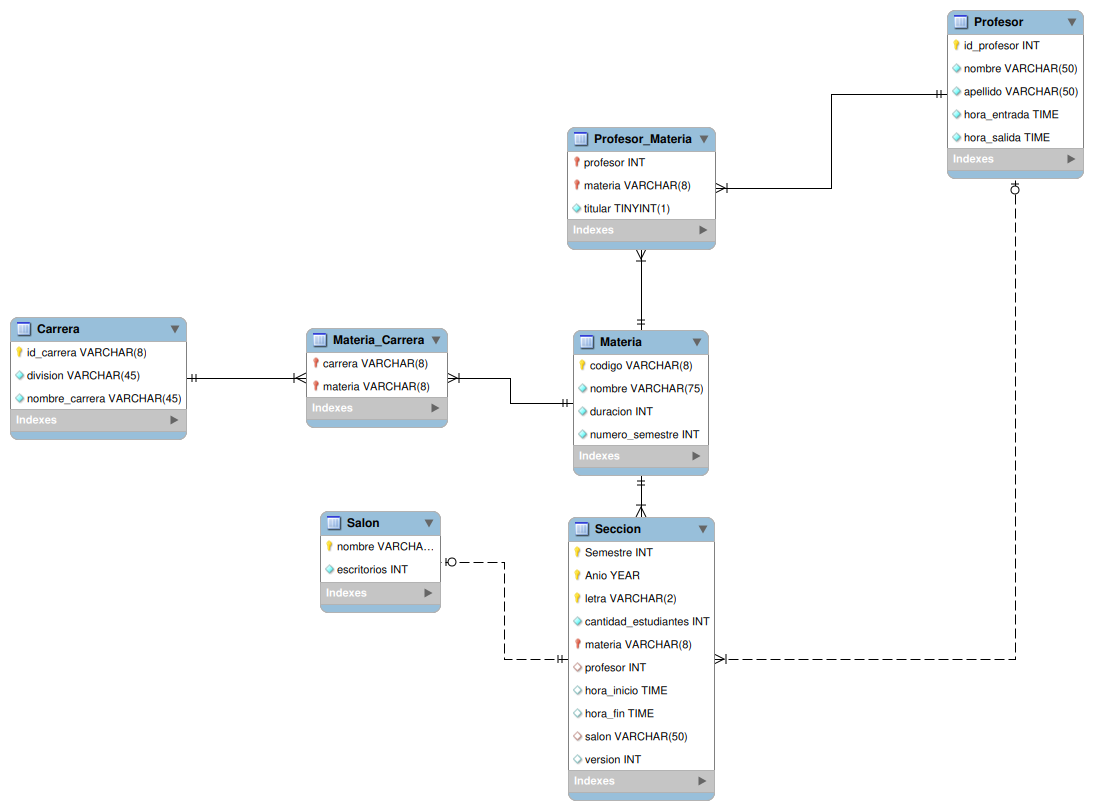 Profesor
id_profesor INT
nombre VARCHAR(50)
apellido VARCHAR(50)
hora_entrada TIME
hora_salida TIME
Indexes
Profesor_Materia
profesor INT
materia VARCHAR(8)
titular TINYINT(1)
Indexes
Carrera
id_carrera VARCHAR(8)
division VARCHAR(45)
nombre_carrera VARCHAR(45)
Indexes
Materia_Carrera
carrera VARCHAR(8)
materia VARCHAR(8)
Indexes
Materia
codigo VARCHAR(8)
nombre VARCHAR(75)
duracion INT
numero_semestre INT
Indexes
Salon
nombre VARCHA...
escritorios INT
Indexes
Seccion
Semestre INT
Anio YEAR
letra VARCHAR(2)
cantidad_estudiantes INT
materia VARCHAR(8)
profesor INT
hora_inicio TIME
hora_fin TIME
salon VARCHAR(50)
version INT
Indexes